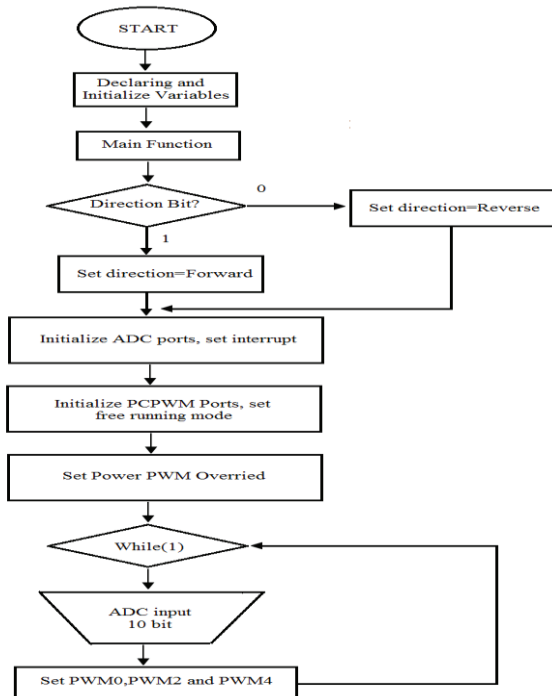 START
Declaring and
Initialize Variables
Main Function
Direction Bit?
0
Set direction=Reverse
1
Set direction=Forward
Initialize ADC ports, set interrupt
Initialize PCPWM Ports, set
free running mode
Set Power PWM Overried
While(1)
ADC input
10 bit
Set PWM0,PWM2 and PWM4